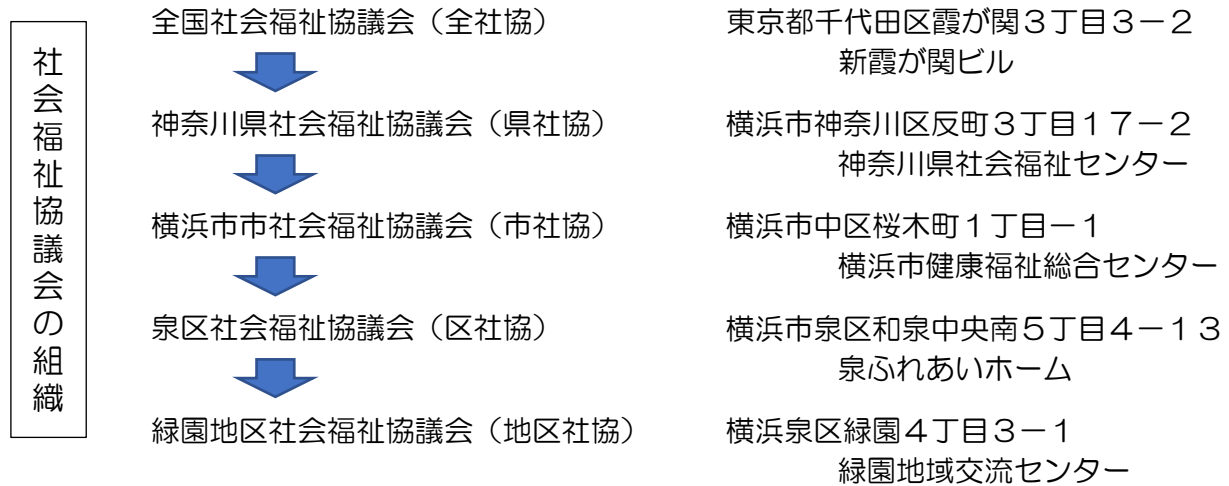 社会福祉協議会の組織
全国社会福祉協議会（全社協）　東京都千代田区霞が関３丁目３－２
新霞が関ビル
神奈川県社会福祉協議会（県社協）　横浜市神奈川区反町３丁目１７－２
神奈川県社会福祉センター
横浜市市社会福祉協議会（市社協）　横浜市中区桜木町１丁目－１
横浜市健康福祉総合センター
泉区社会福祉協議会（区社協）　横浜市泉区和泉中央南５丁目４－１３
泉ふれあいホーム
緑園地区社会福祉協議会（地区社協）　横浜泉区緑園４丁目３－１
緑園地域交流センター